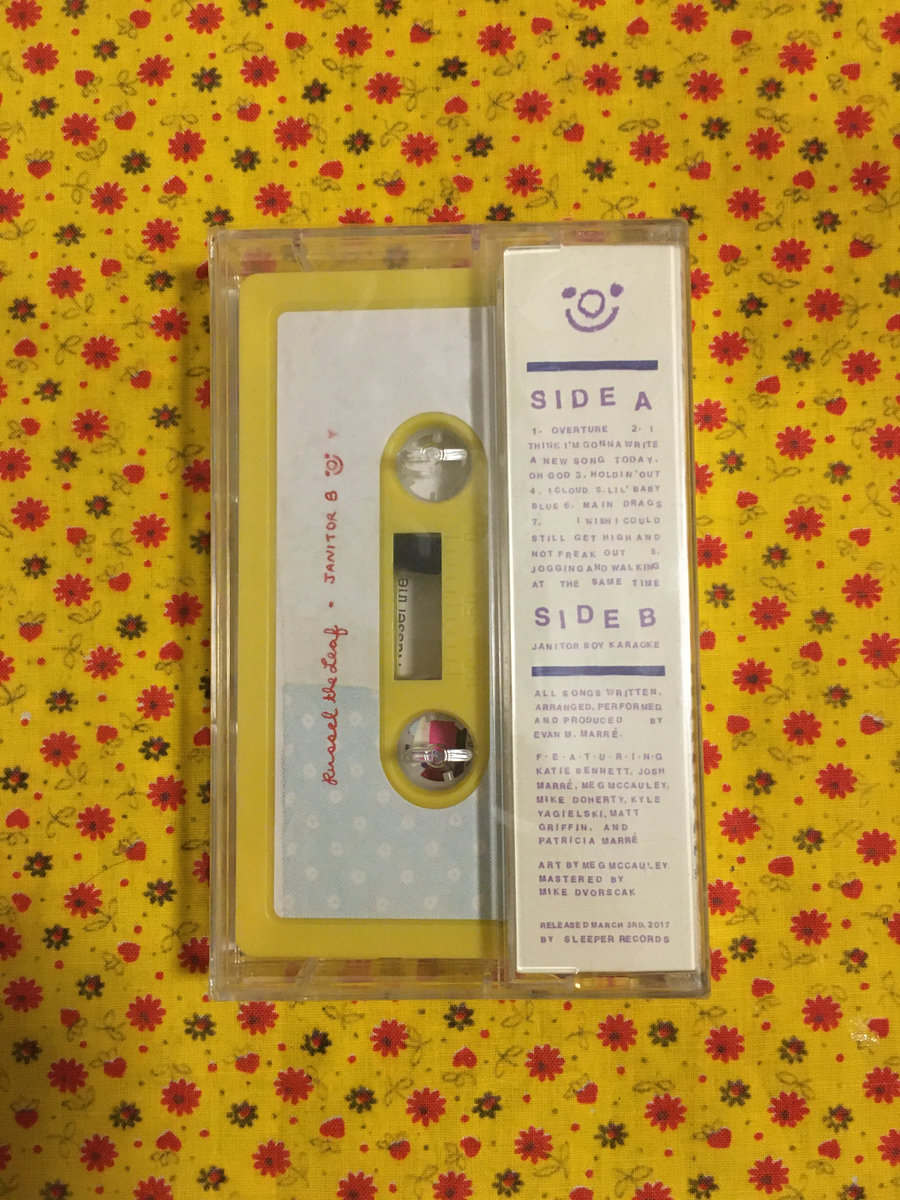 Russel the Leaf • JANITOR B Y
Russel the
SIDE A
1. OVERTURE 2. I
THINK I'M GONNA WRITE
A NEW SONG TODAY.
OH GOD 3. HOLDIN' OUT
4. ICLOUD 5. LIL' BABY
BLUE 6. MAIN DRAGS
7. I WISH I COULD
STILL GET HIGH AND
NOT FREAK OUT 8.
JOGGING AND WALKING
AT THE SAME TIME
SIDE B
JANITOR BOY KARAOKE
ALL SONGS WRITTEN,
ARRANGED, PERFORMED
AND PRODUCED BY
EVAN M. MARRÉ.
F·E·A·T·U·R·I·N·G
KATIE BENNETT, JOSH
MARRÉ, MEG MCCAULEY,
MIKE DOHERTY, KYLE
YAGIELSKI, MATT
GRIFFIN, AND
PATRICIA MARRÉ
ART BY MEG MCCAULEY
MASTERED BY
MIKE DVORSCAK
RELEASED MARCH 3RD, 2017
BY SLEEPER RECORDS